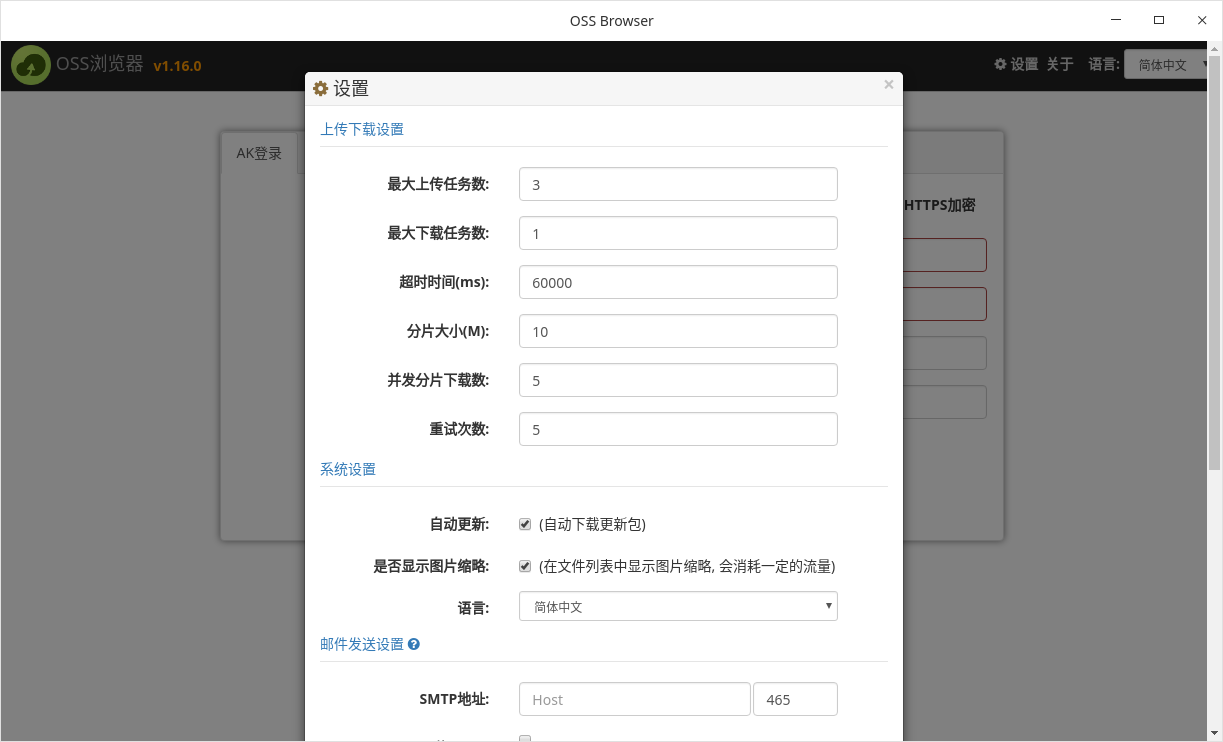 OSS Browser
OSS浏览器 v1.16.0
设置 关于 语言: 简体中文
设置 ×
AK登录
HTTPS加密
上传下载设置
最大上传任务数: 3
最大下载任务数: 1
超时时间(ms): 60000
分片大小(M): 10
并发分片下载数: 5
重试次数: 5
系统设置
自动更新: (自动下载更新包)
是否显示图片缩略: (在文件列表中显示图片缩略, 会消耗一定的流量)
语言: 简体中文
邮件发送设置
SMTP地址: Host 465